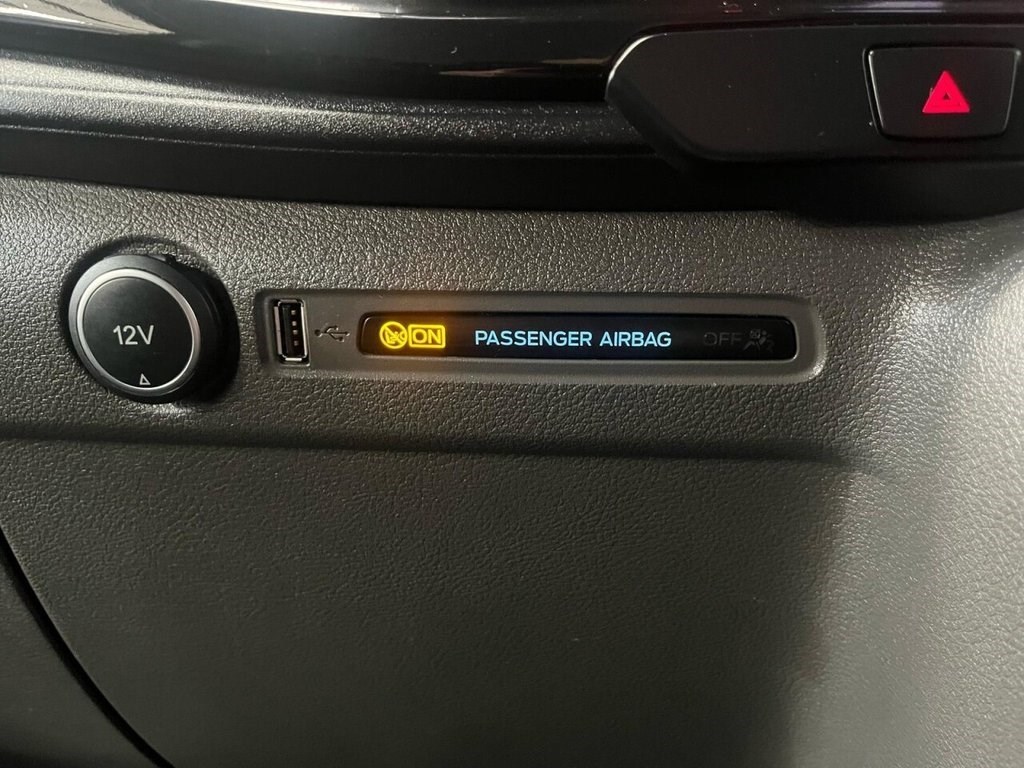 12V
ON PASSENGER AIRBAG OFF